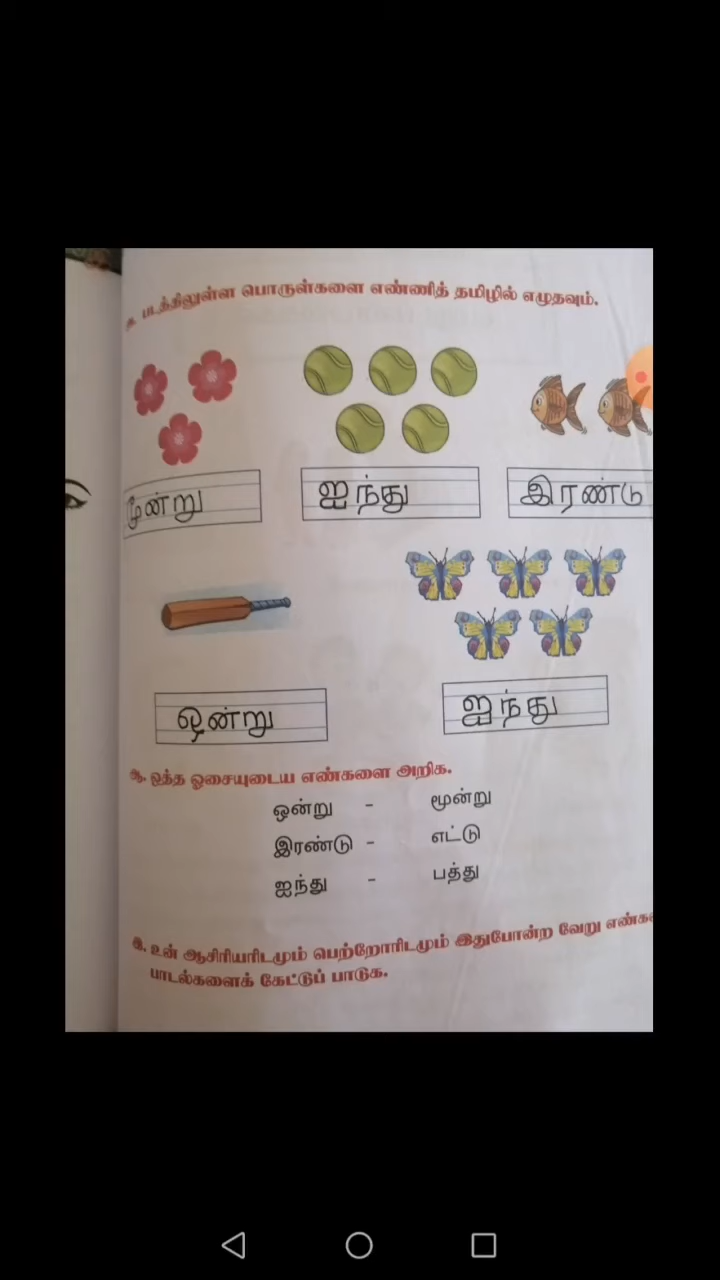 அ. படத்திலுள்ள பொருள்களை எண்ணித் தமிழில் எழுதவும்.
மூன்று ஐந்து இரண்டு
ஒன்று ஐந்து
ஆ. ஒத்த ஓசையுடைய எண்களை அறிக.
ஒன்று - மூன்று
இரண்டு - எட்டு
ஐந்து - பத்து
இ. உன் ஆசிரியரிடமும் பெற்றோரிடமும் இதுபோன்ற வேறு
பாடல்களைக் கேட்டுப் பாடுக.